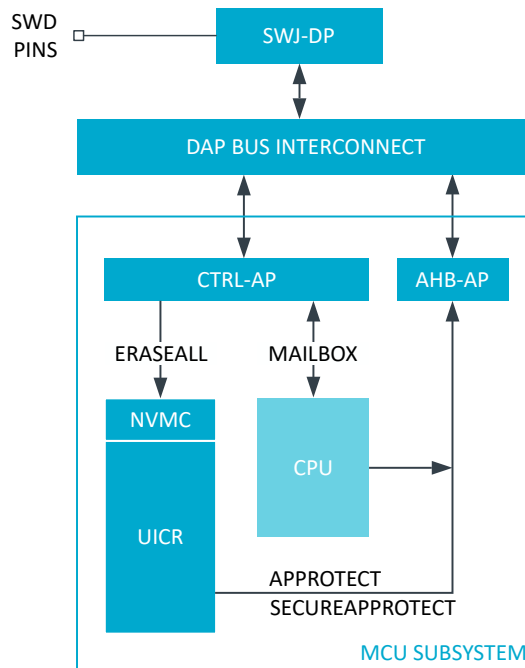 SWD
PINS
SWJ-DP
DAP BUS INTERCONNECT
CTRL-AP
AHB-AP
ERASEALL
MAILBOX
NVMC
CPU
UICR
APPROTECT
SECUREAPPROTECT
MCU SUBSYSTEM